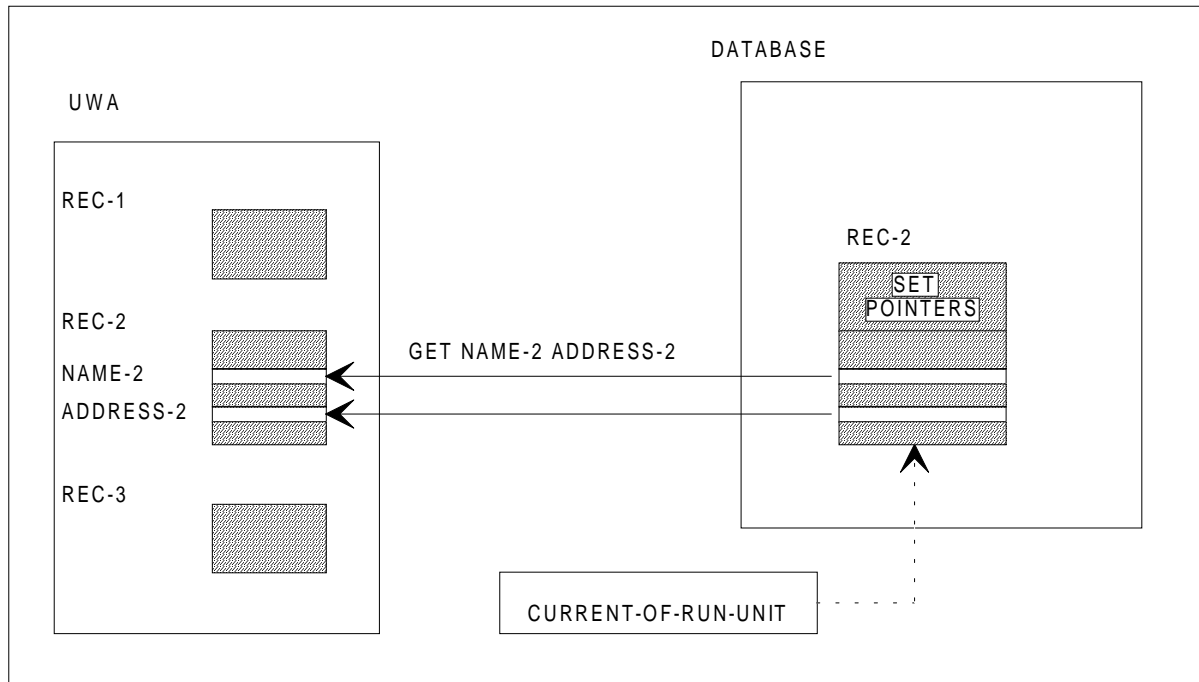 DATABASE
UWA
REC-1
REC-2
SET
POINTERS
REC-2
GET NAME-2 ADDRESS-2
NAME-2
ADDRESS-2
REC-3
CURRENT-OF-RUN-UNIT